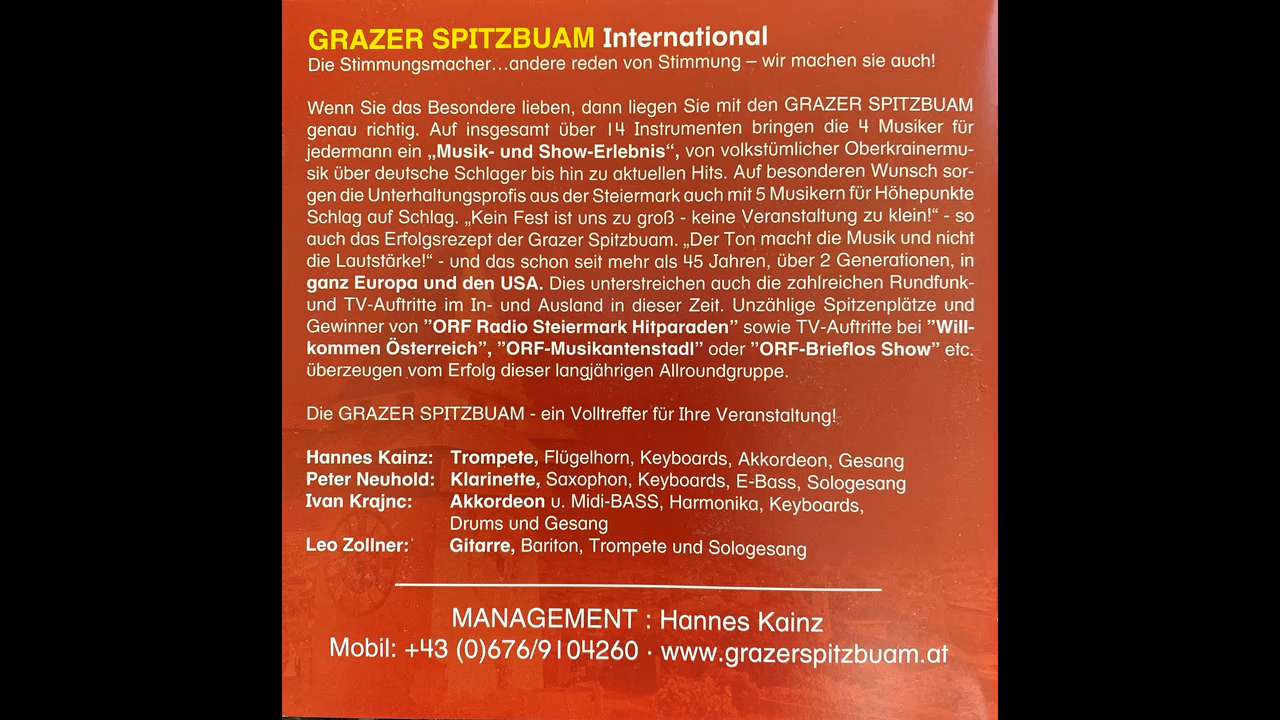 GRAZER SPITZBUAM International
Die Stimmungsmacher...andere reden von Stimmung – wir machen sie auch!
Wenn Sie das Besondere lieben, dann liegen Sie mit den GRAZER SPITZBUAM
genau richtig. Auf insgesamt über 14 Instrumenten bringen die 4 Musiker für
jedermann ein „Musik- und Show-Erlebnis“, von volkstümlicher Oberkrainermu-
sik über deutsche Schlager bis hin zu aktuellen Hits. Auf besonderen Wunsch sor-
gen die Unterhaltungsprofis aus der Steiermark auch mit 5 Musikern für Höhepunkte
Schlag auf Schlag. „Kein Fest ist uns zu groß - keine Veranstaltung zu klein!“ - so
auch das Erfolgsrezept der Grazer Spitzbuam. „Der Ton macht die Musik und nicht
die Lautstärke!“ - und das schon seit mehr als 45 Jahren, über 2 Generationen, in
ganz Europa und den USA. Dies unterstreichen auch die zahlreichen Rundfunk-
und TV-Auftritte im In- und Ausland in dieser Zeit. Unzählige Spitzenplätze und
Gewinner von ”ORF Radio Steiermark Hitparaden” sowie TV-Auftritte bei ”Will-
kommen Österreich”, ”ORF-Musikantenstadl” oder ”ORF-Brieflos Show” etc.
überzeugen vom Erfolg dieser langjährigen Allroundgruppe.
Die GRAZER SPITZBUAM - ein Volltreffer für Ihre Veranstaltung!
Hannes Kainz: Trompete, Flügelhorn, Keyboards, Akkordeon, Gesang
Peter Neuhold: Klarinette, Saxophon, Keyboards, E-Bass, Sologesang
Ivan Krajnc: Akkordeon u. Midi-BASS, Harmonika, Keyboards,
Drums und Gesang
Leo Zollner: Gitarre, Bariton, Trompete und Sologesang
MANAGEMENT : Hannes Kainz
Mobil: +43 (0)676/9104260 · www.grazerspitzbuam.at